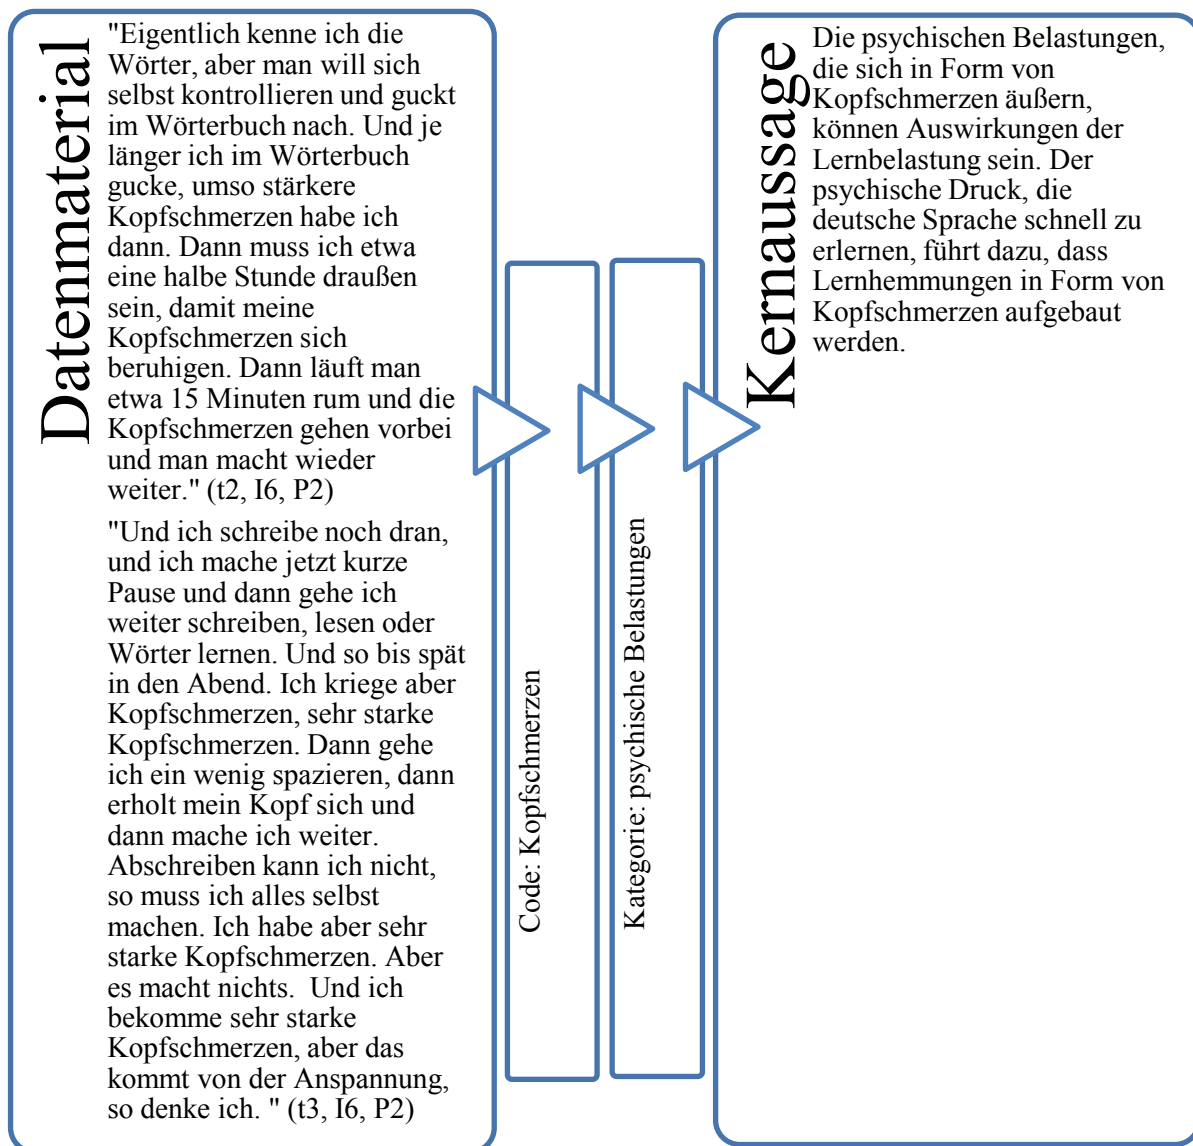 Datenmaterial
"Eigentlich kenne ich die
Wörter, aber man will sich
selbst kontrollieren und guckt
im Wörterbuch nach. Und je
länger ich im Wörterbuch
gucke, umso stärkere
Kopfschmerzen habe ich
dann. Dann muss ich etwa
eine halbe Stunde draußen
sein, damit meine
Kopfschmerzen sich
beruhigen. Dann läuft man
etwa 15 Minuten rum und die
Kopfschmerzen gehen vorbei
und man macht wieder
weiter." (t2, I6, P2)
"Und ich schreibe noch dran,
und ich mache jetzt kurze
Pause und dann gehe ich
weiter schreiben, lesen oder
Wörter lernen. Und so bis spät
in den Abend. Ich kriege aber
Kopfschmerzen, sehr starke
Kopfschmerzen. Dann gehe
ich ein wenig spazieren, dann
erholt mein Kopf sich und
dann mache ich weiter.
Abschreiben kann ich nicht,
so muss ich alles selbst
machen. Ich habe aber sehr
starke Kopfschmerzen. Aber
es macht nichts.  Und ich
bekomme sehr starke
Kopfschmerzen, aber das
kommt von der Anspannung,
so denke ich. " (t3, I6, P2)
Code: Kopfschmerzen
Kategorie: psychische Belastungen
Kernaussage
Die psychischen Belastungen,
die sich in Form von
Kopfschmerzen äußern,
können Auswirkungen der
Lernbelastung sein. Der
psychische Druck, die
deutsche Sprache schnell zu
erlernen, führt dazu, dass
Lernhemmungen in Form von
Kopfschmerzen aufgebaut
werden.